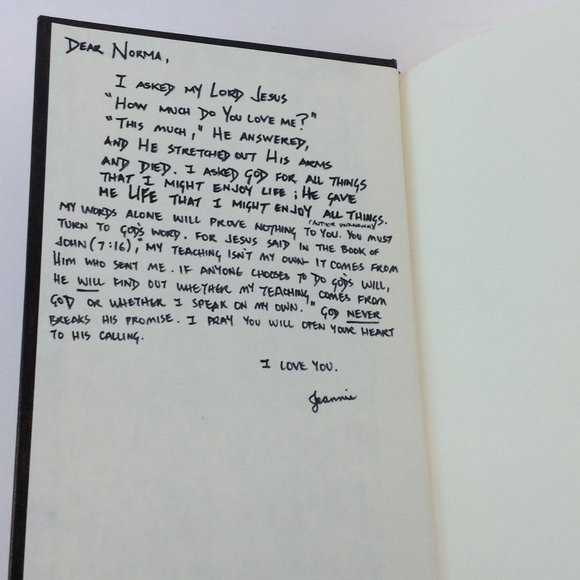 DEAR NORMA,
I ASKED MY LORD JESUS
"HOW MUCH DO YOU LOVE ME?"
"THIS MUCH," HE ANSWERED,
AND HE STRETCHED OUT HIS ARMS
AND DIED. I ASKED GOD FOR ALL THINGS
THAT I MIGHT ENJOY LIFE; HE GAVE
ME LIFE THAT I MIGHT ENJOY ALL THINGS.
(AUTHOR UNKNOWN)
MY WORDS ALONE WILL PROVE NOTHING TO YOU. YOU MUST
TURN TO GOD'S WORD. FOR JESUS SAID IN THE BOOK OF
JOHN (7:16), "MY TEACHING ISN'T MY OWN. IT COMES FROM
HIM WHO SENT ME. IF ANYONE CHOOSES TO DO GOD'S WILL,
HE WILL FIND OUT WHETHER MY TEACHING COMES FROM
GOD OR WHETHER I SPEAK ON MY OWN." GOD NEVER
BREAKS HIS PROMISE. I PRAY YOU WILL OPEN YOUR HEART
TO HIS CALLING.
I LOVE YOU.
Jeannie